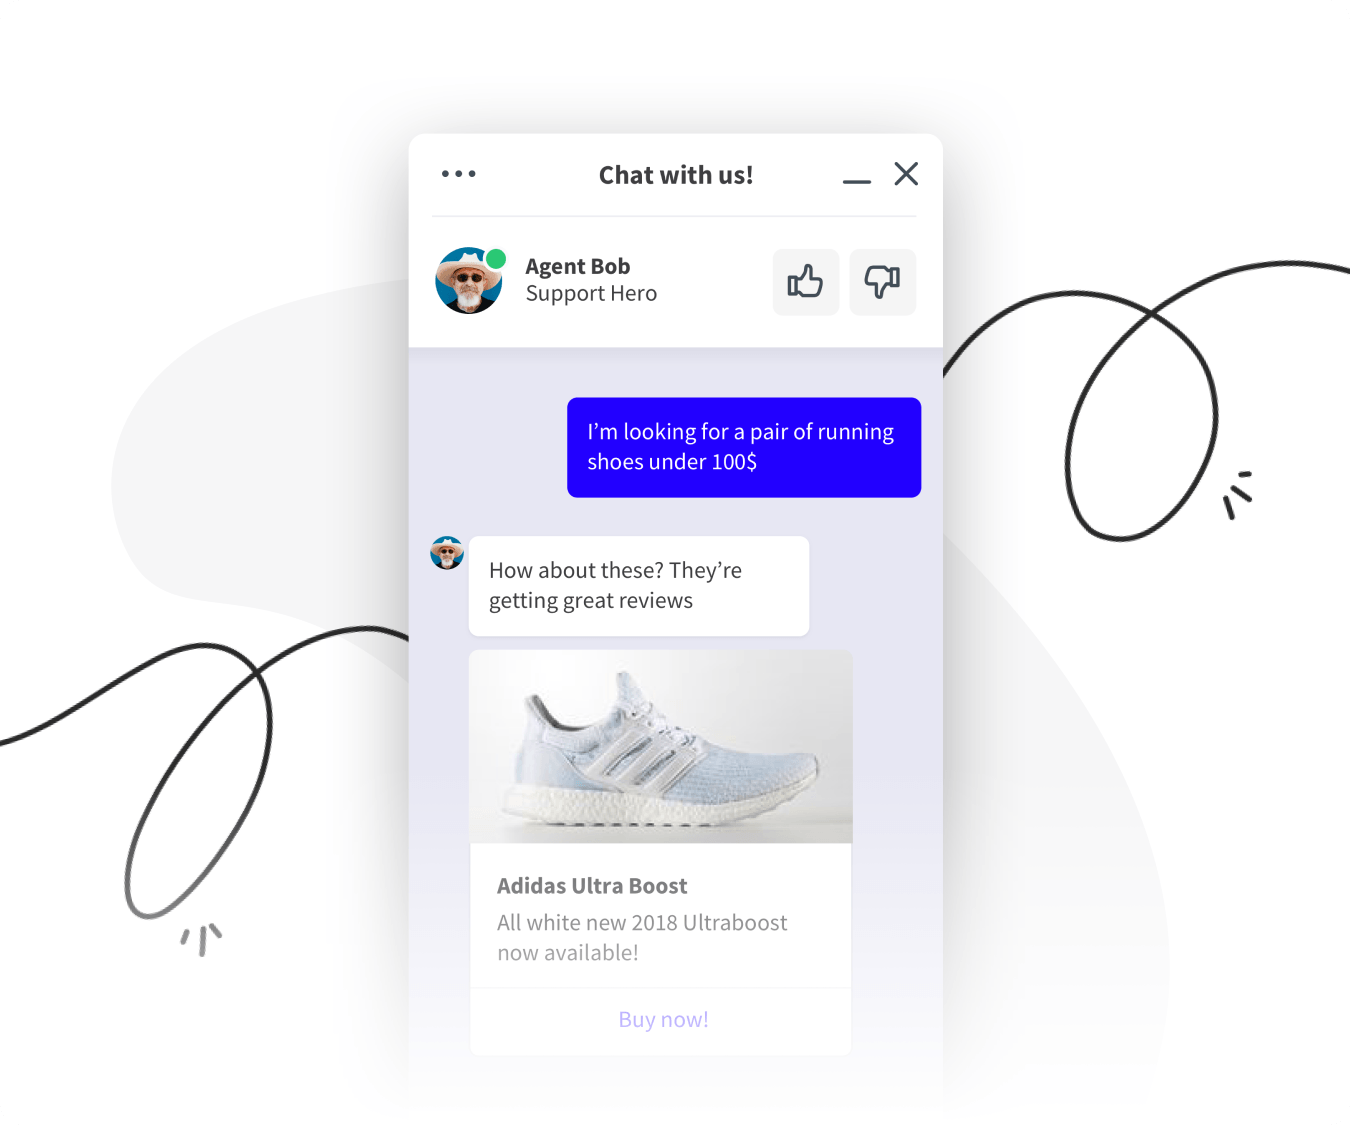 Chat with us!
Agent Bob
Support Hero
I’m looking for a pair of running
shoes under 100$
How about these? They’re
getting great reviews
Adidas Ultra Boost
All white new 2018 Ultraboost
now available!
Buy now!